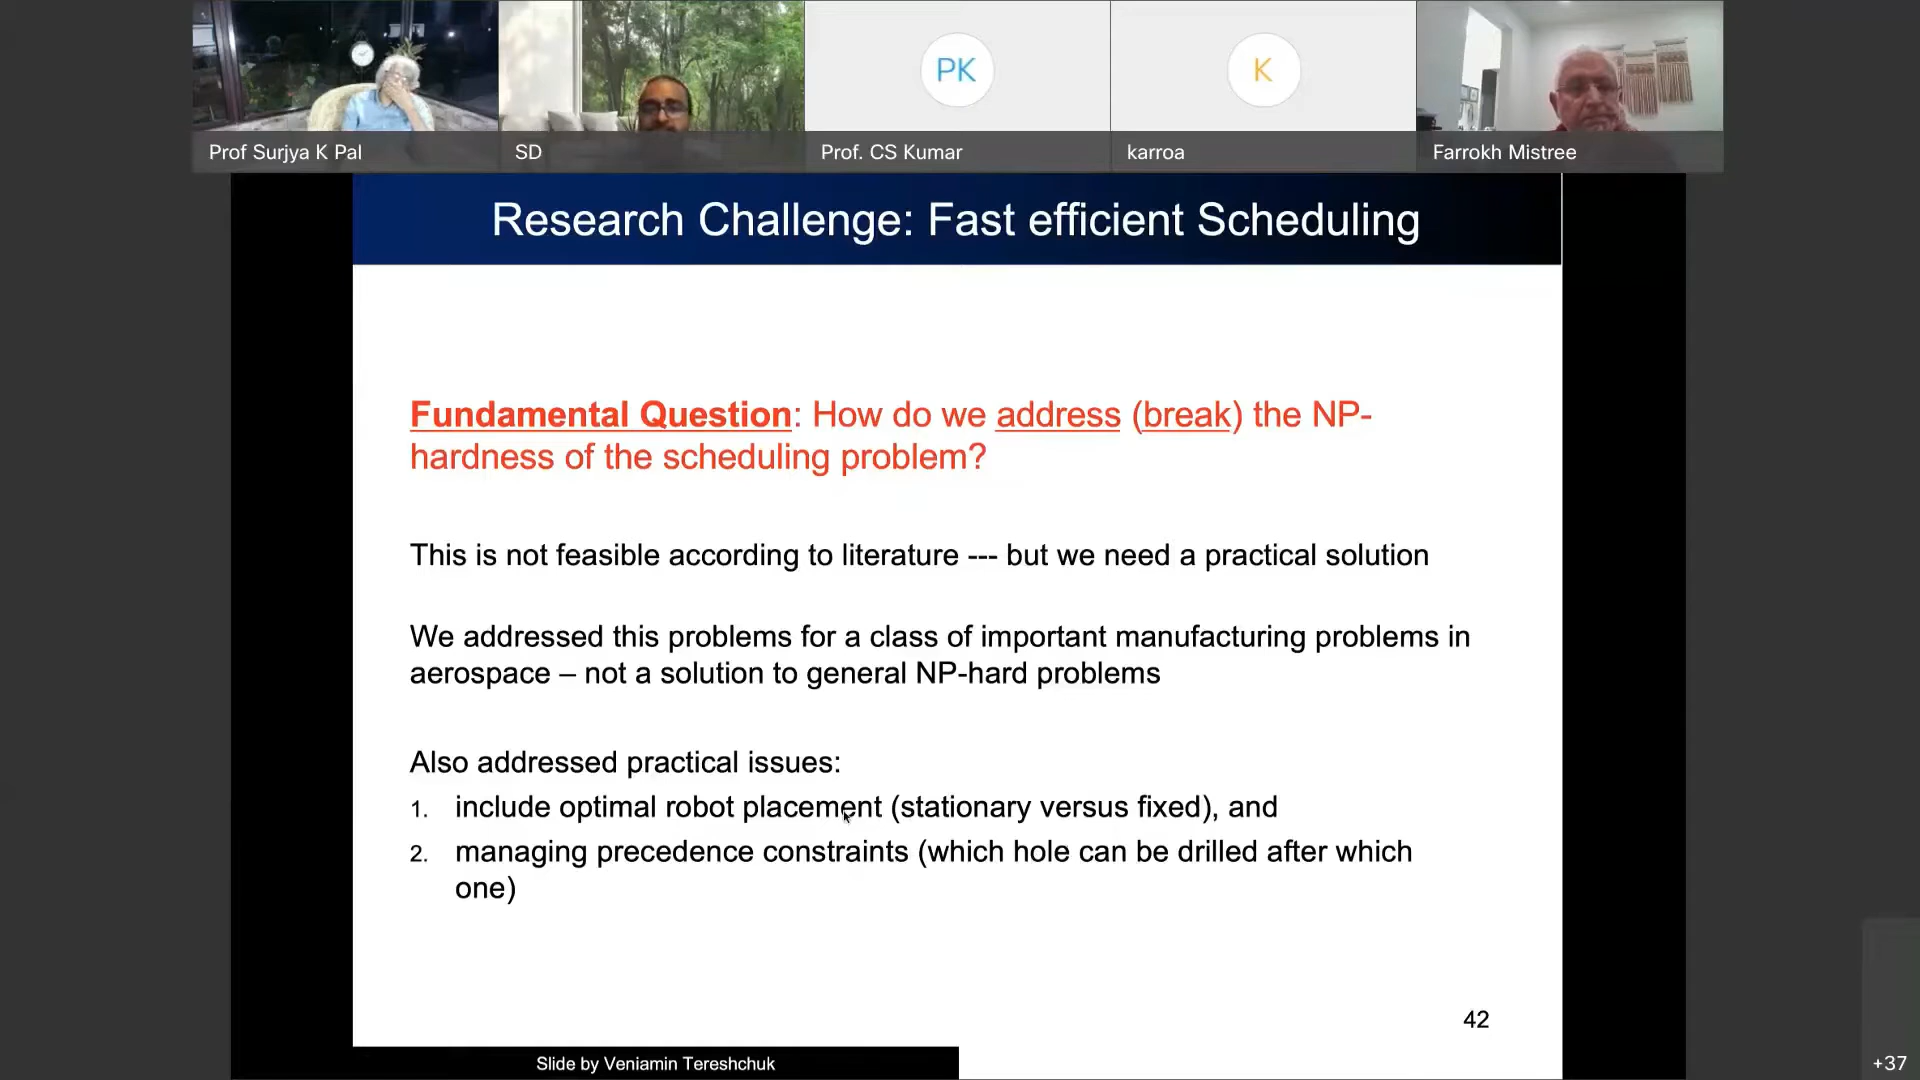 PK
K
Prof Surjya K Pal
SD
Prof. CS Kumar
karroa
Farrokh Mistree
Research Challenge: Fast efficient Scheduling
Fundamental Question: How do we address (break) the NP-
hardness of the scheduling problem?
This is not feasible according to literature --- but we need a practical solution
We addressed this problems for a class of important manufacturing problems in
aerospace – not a solution to general NP-hard problems
Also addressed practical issues:
1. include optimal robot placement (stationary versus fixed), and
2. managing precedence constraints (which hole can be drilled after which
one)
42
Slide by Veniamin Tereshchuk
+37